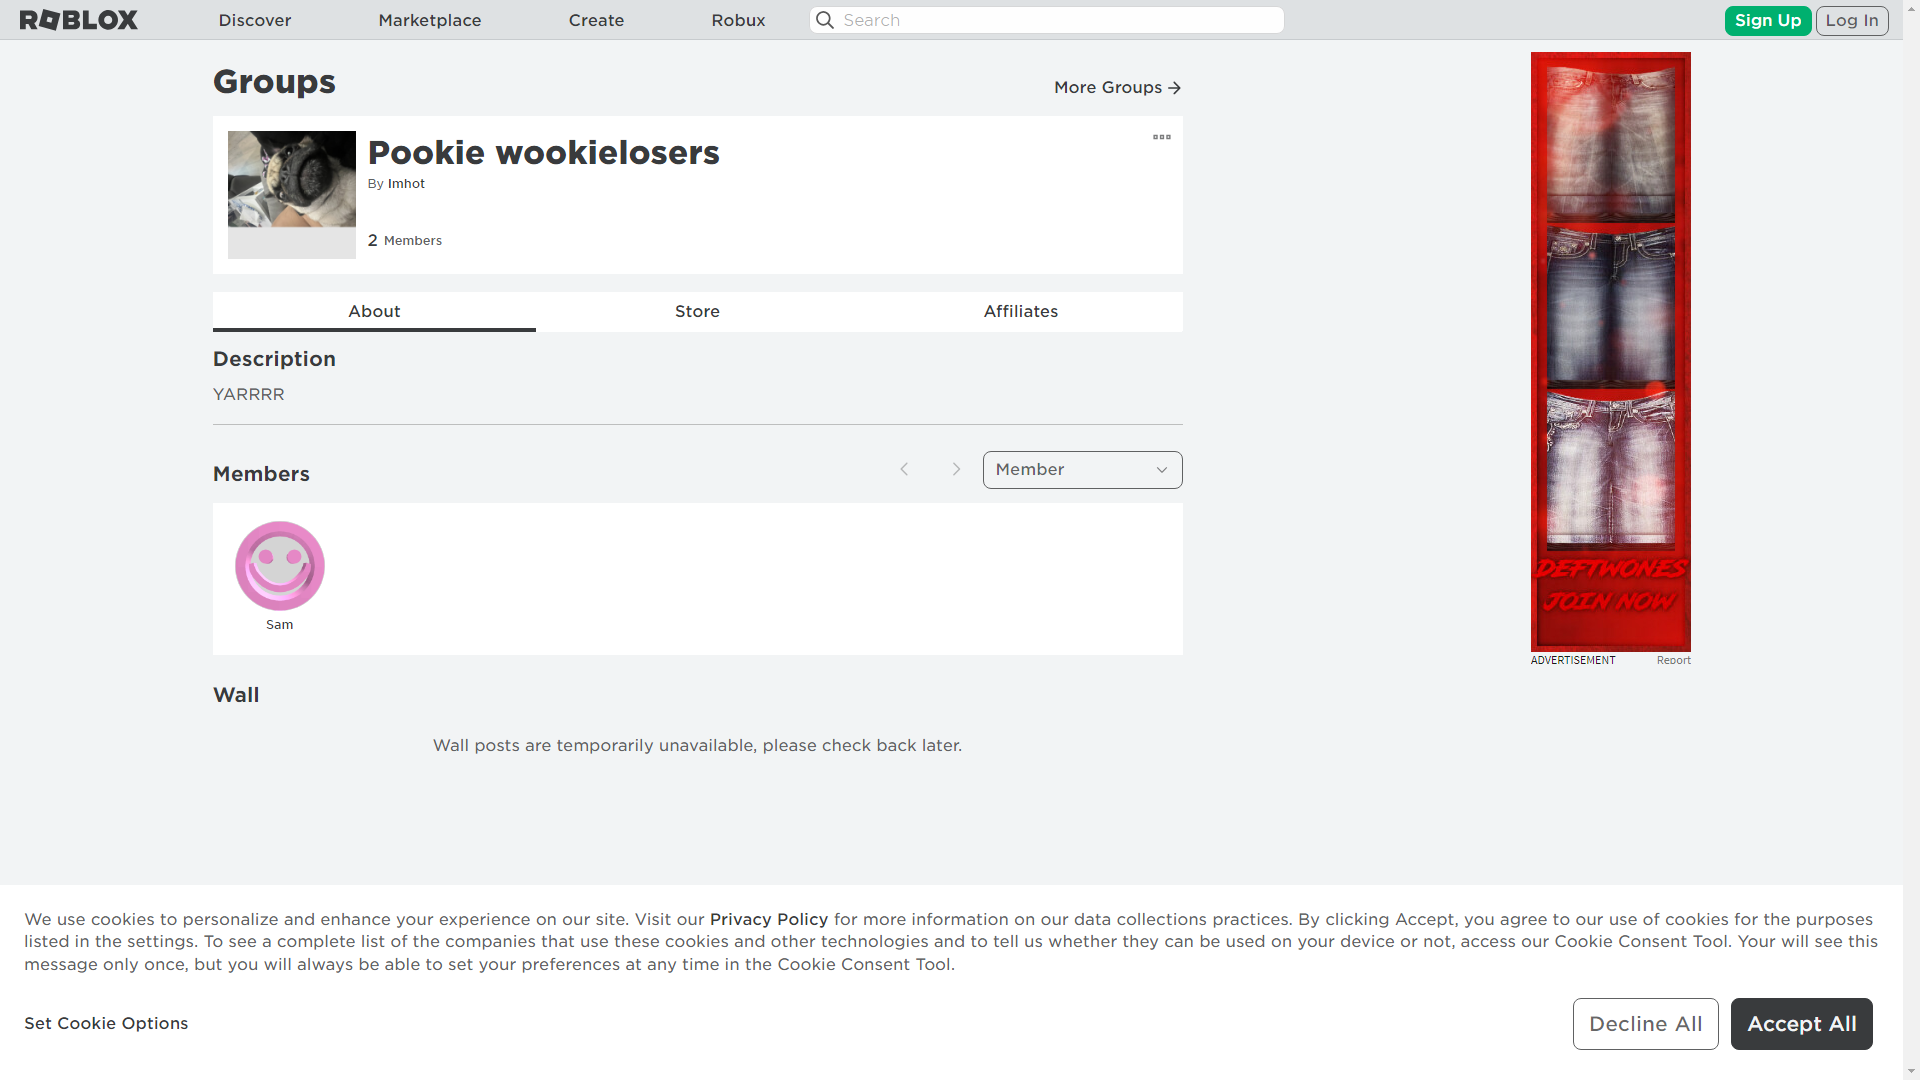 ROBLOX
Discover
Marketplace
Create
Robux
Search
Sign Up
Log In
Groups
More Groups
Pookie wookielosers
By Imhot
2 Members
About
Store
Affiliates
Description
YARRRR
Members
Member
Sam
Wall
Wall posts are temporarily unavailable, please check back later.
DEFTWONES
JOIN NOW
ADVERTISEMENT
Report
We use cookies to personalize and enhance your experience on our site. Visit our Privacy Policy for more information on our data collections practices. By clicking Accept, you agree to our use of cookies for the purposes
listed in the settings. To see a complete list of the companies that use these cookies and other technologies and to tell us whether they can be used on your device or not, access our Cookie Consent Tool. Your will see this
message only once, but you will always be able to set your preferences at any time in the Cookie Consent Tool.
Set Cookie Options
Decline All
Accept All